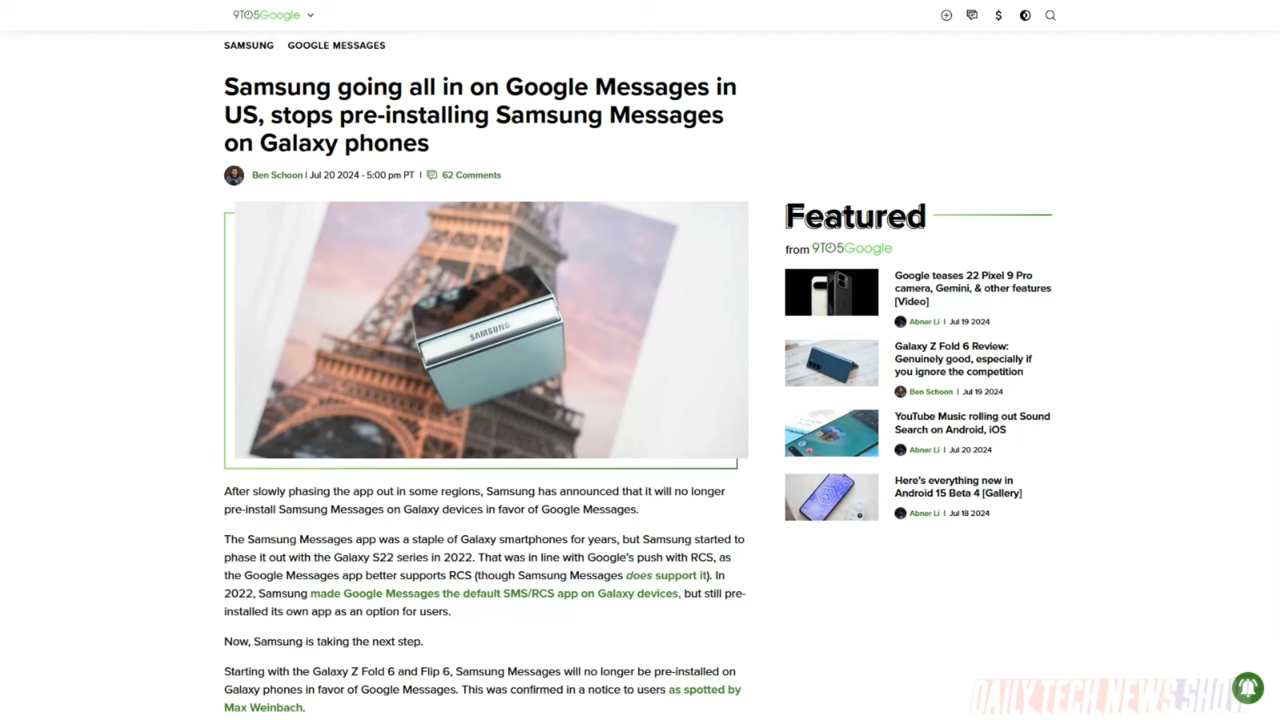 9TO5Google
SAMSUNG GOOGLE MESSAGES
Samsung going all in on Google Messages in
US, stops pre-installing Samsung Messages
on Galaxy phones
Ben Schoon | Jul 20 2024 - 5:00 pm PT | 62 Comments
SAMSUNG
After slowly phasing the app out in some regions, Samsung has announced that it will no longer
pre-install Samsung Messages on Galaxy devices in favor of Google Messages.
The Samsung Messages app was a staple of Galaxy smartphones for years, but Samsung started to
phase it out with the Galaxy S22 series in 2022. That was in line with Google's push with RCS, as
the Google Messages app better supports RCS (though Samsung Messages does support it). In
2022, Samsung made Google Messages the default SMS/RCS app on Galaxy devices, but still pre-
installed its own app as an option for users.
Now, Samsung is taking the next step.
Starting with the Galaxy Z Fold 6 and Flip 6, Samsung Messages will no longer be pre-installed on
Galaxy phones in favor of Google Messages. This was confirmed in a notice to users as spotted by
Max Weinbach.
Featured
from 9TO5Google
Google teases 22 Pixel 9 Pro
camera, Gemini, & other features
[Video]
Abner Li | Jul 19 2024
Galaxy Z Fold 6 Review:
Genuinely good, especially if
you ignore the competition
Ben Schoon | Jul 19 2024
YouTube Music rolling out Sound
Search on Android, iOS
Abner Li | Jul 20 2024
Here's everything new in
Android 15 Beta 4 [Gallery]
Abner Li | Jul 18 2024
DAILY TECH NEWS SHOW